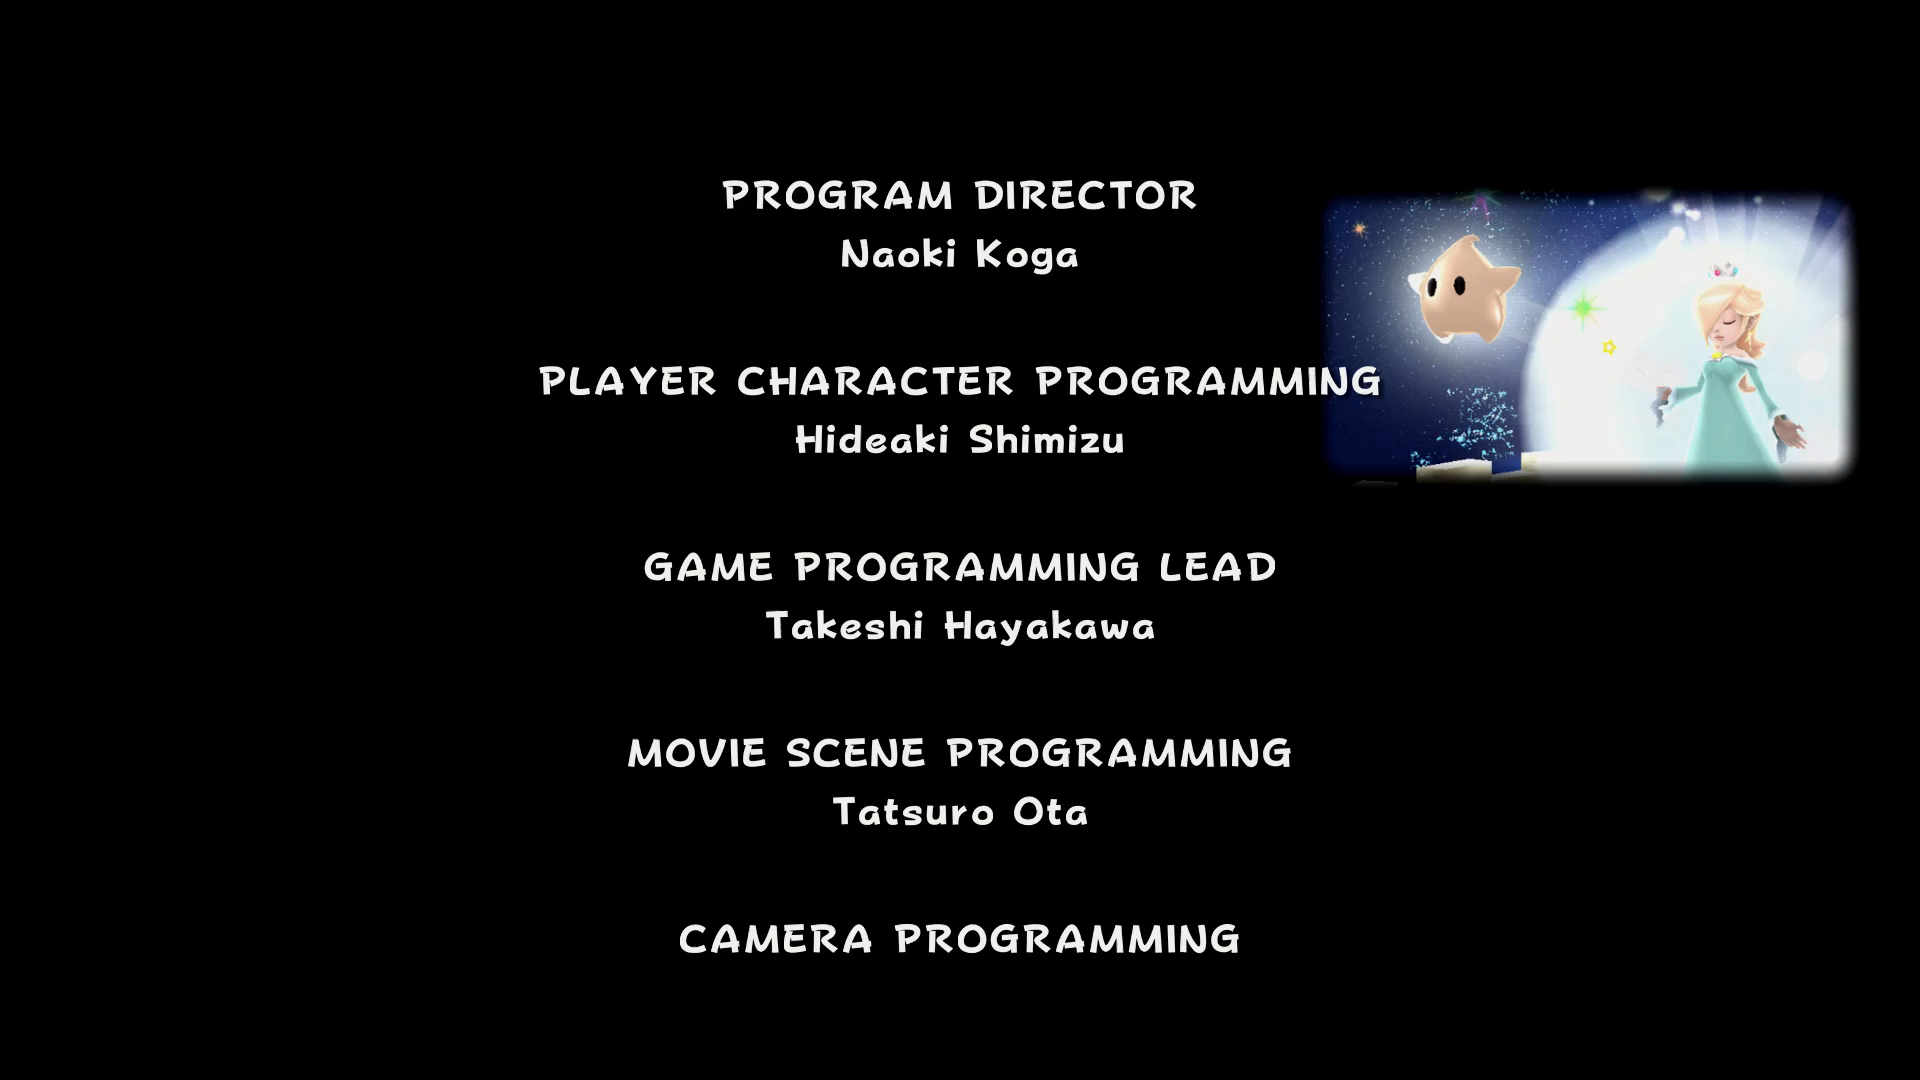 PROGRAM DIRECTOR
Naoki Koga
PLAYER CHARACTER PROGRAMMING
Hideaki Shimizu
GAME PROGRAMMING LEAD
Takeshi Hayakawa
MOVIE SCENE PROGRAMMING
Tatsuro Ota
CAMERA PROGRAMMING